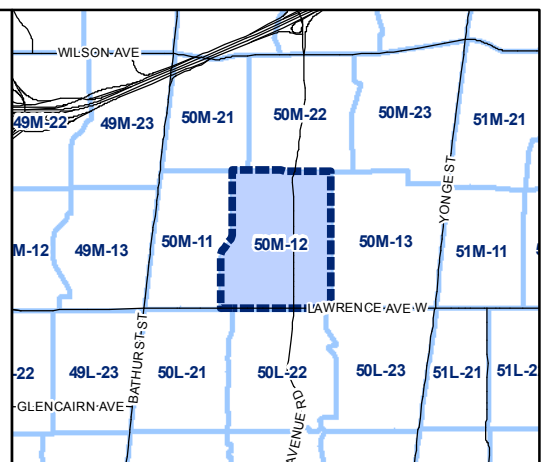 WILSON AVE
49M-22
49M-23
50M-21
50M-22
50M-23
51M-21
YONGE ST
M-12
49M-13
50M-11
50M-12
50M-13
51M-11
LAWRENCE AVE W
BATHURST ST
-22
49L-23
50L-21
50L-22
50L-23
51L-21
51L-2
GLENCAIRN AVE
AVENUE RD